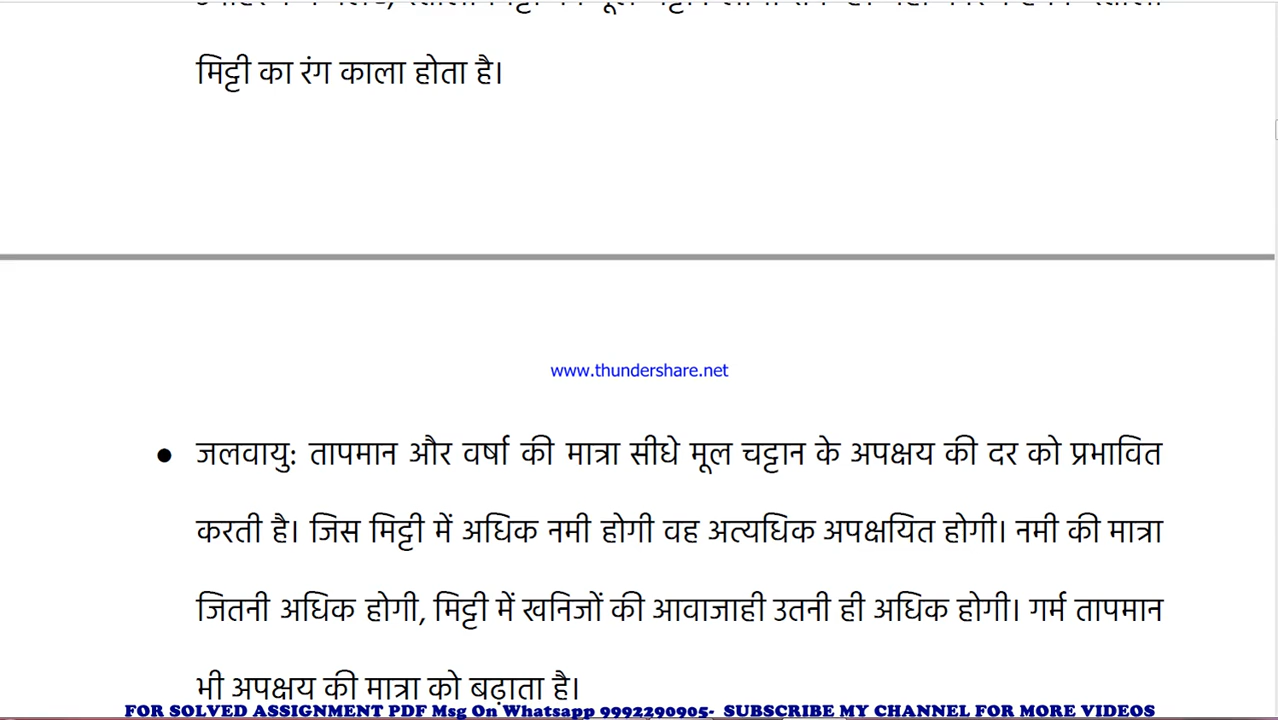 मिट्टी का रंग काला होता है।
www.thundershare.net
● जलवायु: तापमान और वर्षा की मात्रा सीधे मूल चट्टान के अपक्षय की दर को प्रभावित
करती है। जिस मिट्टी में अधिक नमी होगी वह अत्यधिक अपक्षयित होगी। नमी की मात्रा
जितनी अधिक होगी, मिट्टी में खनिजों की आवाजाही उतनी ही अधिक होगी। गर्म तापमान
भी अपक्षय की मात्रा को बढ़ाता है।
FOR SOLVED ASSIGNMENT PDF Msg On Whatsapp 9992290905- SUBSCRIBE MY CHANNEL FOR MORE VIDEOS